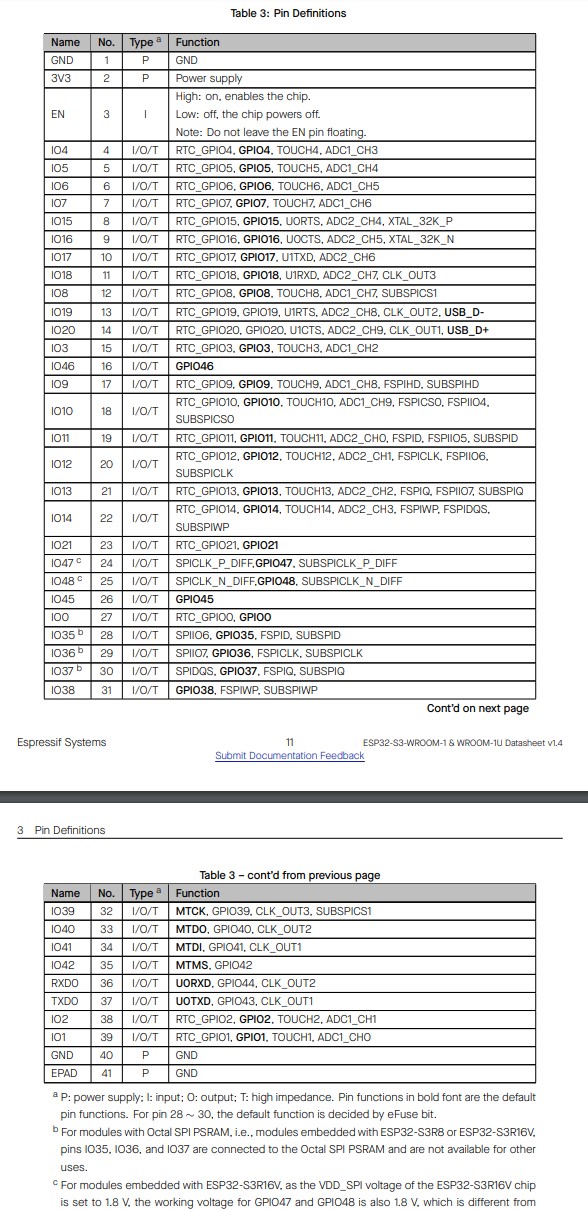 Table 3: Pin Definitions
Name No. Type a Function
GND 1 P GND
3V3 2 P Power supply
High: on, enables the chip.
EN 3 I Low: off, the chip powers off.
Note: Do not leave the EN pin floating.
IO4 4 I/O/T RTC_GPIO4, GPIO4, TOUCH4, ADC1_CH3
IO5 5 I/O/T RTC_GPIO5, GPIO5, TOUCH5, ADC1_CH4
IO6 6 I/O/T RTC_GPIO6, GPIO6, TOUCH6, ADC1_CH5
IO7 7 I/O/T RTC_GPIO7, GPIO7, TOUCH7, ADC1_CH6
IO15 8 I/O/T RTC_GPIO15, GPIO15, U0RTS, ADC2_CH4, XTAL_32K_P
IO16 9 I/O/T RTC_GPIO16, GPIO16, U0CTS, ADC2_CH5, XTAL_32K_N
IO17 10 I/O/T RTC_GPIO17, GPIO17, U1TXD, ADC2_CH6
IO18 11 I/O/T RTC_GPIO18, GPIO18, U1RXD, ADC2_CH7, CLK_OUT3
IO8 12 I/O/T RTC_GPIO8, GPIO8, TOUCH8, ADC1_CH7, SUBSPICS1
IO19 13 I/O/T RTC_GPIO19, GPIO19, U1RTS, ADC2_CH8, CLK_OUT2, USB_D-
IO20 14 I/O/T RTC_GPIO20, GPIO20, U1CTS, ADC2_CH9, CLK_OUT1, USB_D+
IO3 15 I/O/T RTC_GPIO3, GPIO3, TOUCH3, ADC1_CH2
IO46 16 I/O/T GPIO46
IO9 17 I/O/T RTC_GPIO9, GPIO9, TOUCH9, ADC1_CH8, FSPIHD, SUBSPIHD
IO10 18 I/O/T RTC_GPIO10, GPIO10, TOUCH10, ADC1_CH9, FSPICS0, FSPIIO4,
SUBSPICS0
IO11 19 I/O/T RTC_GPIO11, GPIO11, TOUCH11, ADC2_CH0, FSPID, FSPIIO5, SUBSPID
IO12 20 I/O/T RTC_GPIO12, GPIO12, TOUCH12, ADC2_CH1, FSPICLK, FSPIIO6,
SUBSPICLK
IO13 21 I/O/T RTC_GPIO13, GPIO13, TOUCH13, ADC2_CH2, FSPIQ, FSPIIO7, SUBSPIQ
IO14 22 I/O/T RTC_GPIO14, GPIO14, TOUCH14, ADC2_CH3, FSPIWP, FSPIDQS,
SUBSPIWP
IO21 23 I/O/T RTC_GPIO21, GPIO21
IO47 c 24 I/O/T SPICLK_P_DIFF,GPIO47, SUBSPICLK_P_DIFF
IO48 c 25 I/O/T SPICLK_N_DIFF,GPIO48, SUBSPICLK_N_DIFF
IO45 26 I/O/T GPIO45
IO0 27 I/O/T RTC_GPIO0, GPIO0
IO35 b 28 I/O/T SPIIO6, GPIO35, FSPID, SUBSPID
IO36 b 29 I/O/T SPIIO7, GPIO36, FSPICLK, SUBSPICLK
IO37 b 30 I/O/T SPIDQS, GPIO37, FSPIQ, SUBSPIQ
IO38 31 I/O/T GPIO38, FSPIWP, SUBSPIWP
Cont'd on next page
Espressif Systems 11 ESP32-S3-WROOM-1 & WROOM-1U Datasheet v1.4
Submit Documentation Feedback
3 Pin Definitions
Table 3 – cont'd from previous page
Name No. Type a Function
IO39 32 I/O/T MTCK, GPIO39, CLK_OUT3, SUBSPICS1
IO40 33 I/O/T MTDO, GPIO40, CLK_OUT2
IO41 34 I/O/T MTDI, GPIO41, CLK_OUT1
IO42 35 I/O/T MTMS, GPIO42
RXD0 36 I/O/T U0RXD, GPIO44, CLK_OUT2
TXD0 37 I/O/T U0TXD, GPIO43, CLK_OUT1
IO2 38 I/O/T RTC_GPIO2, GPIO2, TOUCH2, ADC1_CH1
IO1 39 I/O/T RTC_GPIO1, GPIO1, TOUCH1, ADC1_CH0
GND 40 P GND
EPAD 41 P GND
a P: power supply; I: input; O: output; T: high impedance. Pin functions in bold font are the default
pin functions. For pin 28 ~ 30, the default function is decided by eFuse bit.
b For modules with Octal SPI PSRAM, i.e., modules embedded with ESP32-S3R8 or ESP32-S3R16V,
pins IO35, IO36, and IO37 are connected to the Octal SPI PSRAM and are not available for other
uses.
c For modules embedded with ESP32-S3R16V, as the VDD_SPI voltage of the ESP32-S3R16V chip
is set to 1.8 V, the working voltage for GPIO47 and GPIO48 is also 1.8 V, which is different from